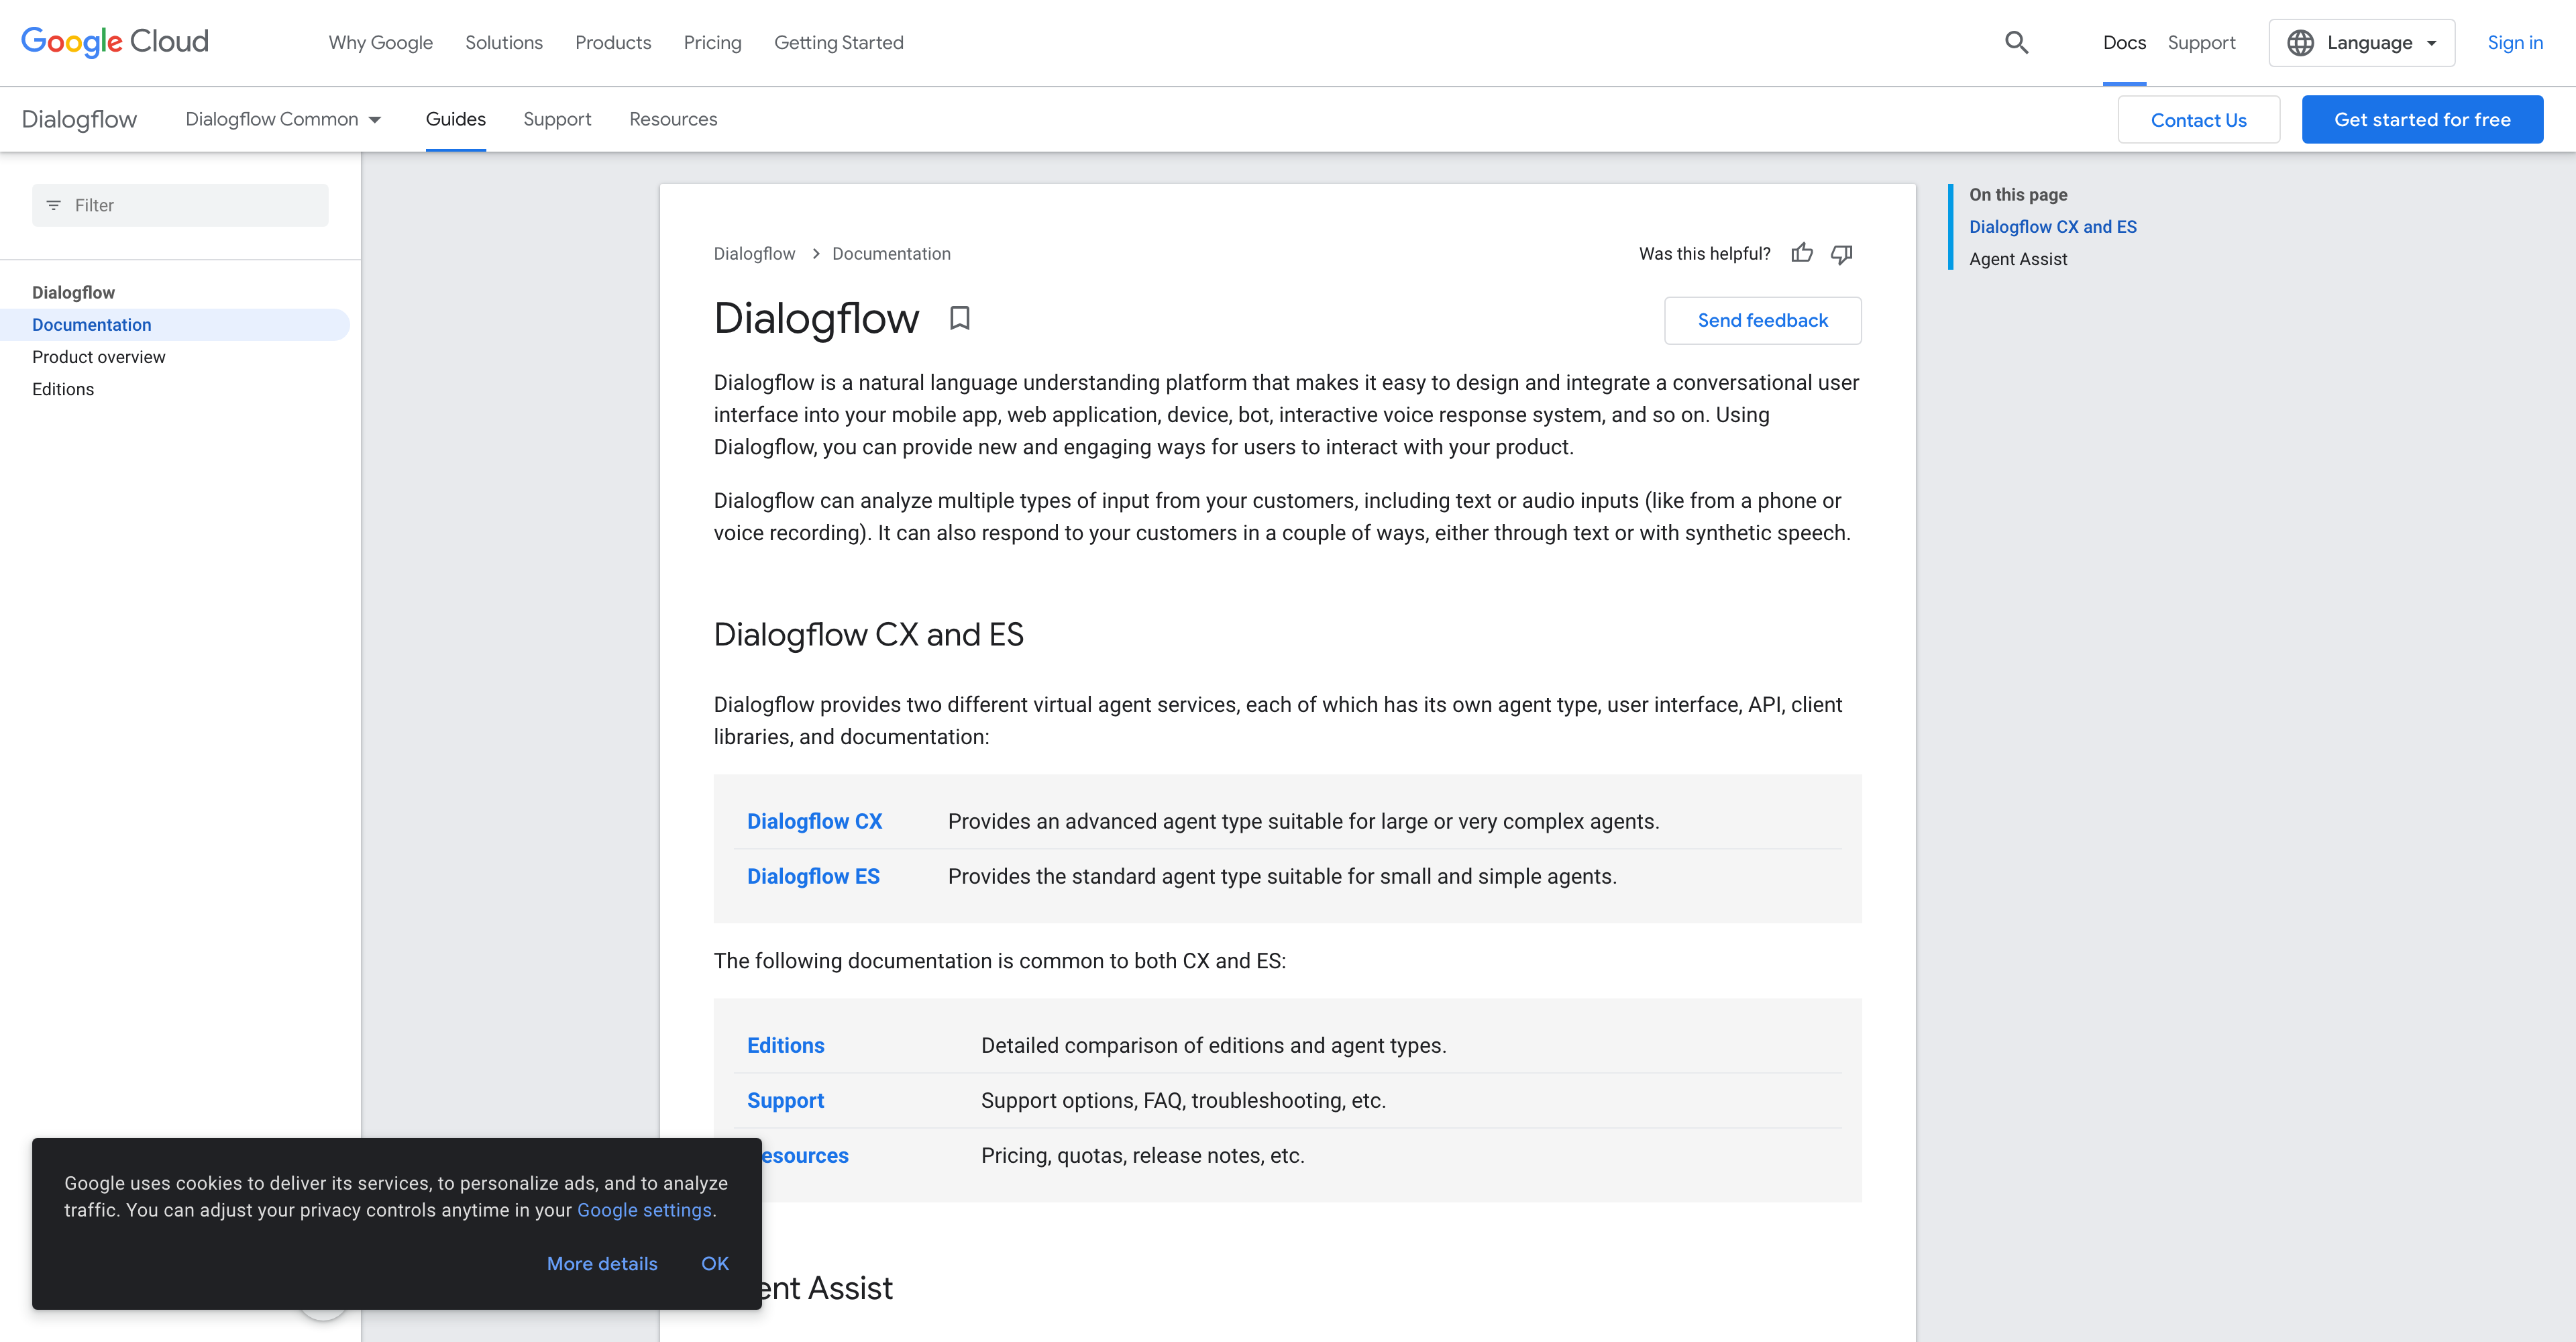 Google Cloud
Why Google
Solutions
Products
Pricing
Getting Started
Docs
Support
Language
Sign in
Dialogflow
Dialogflow Common
Guides
Support
Resources
Contact Us
Get started for free
Filter
Dialogflow
Documentation
Product overview
Editions
Dialogflow
Documentation
Was this helpful?
Dialogflow
Send feedback
Dialogflow is a natural language understanding platform that makes it easy to design and integrate a conversational user
interface into your mobile app, web application, device, bot, interactive voice response system, and so on. Using
Dialogflow, you can provide new and engaging ways for users to interact with your product.
Dialogflow can analyze multiple types of input from your customers, including text or audio inputs (like from a phone or
voice recording). It can also respond to your customers in a couple of ways, either through text or with synthetic speech.
Dialogflow CX and ES
Dialogflow provides two different virtual agent services, each of which has its own agent type, user interface, API, client
libraries, and documentation:
Dialogflow CX Provides an advanced agent type suitable for large or very complex agents.
Dialogflow ES Provides the standard agent type suitable for small and simple agents.
The following documentation is common to both CX and ES:
Editions Detailed comparison of editions and agent types.
Support Support options, FAQ, troubleshooting, etc.
esources Pricing, quotas, release notes, etc.
ent Assist
On this page
Dialogflow CX and ES
Agent Assist
Google uses cookies to deliver its services, to personalize ads, and to analyze
traffic. You can adjust your privacy controls anytime in your Google settings.
More details
OK